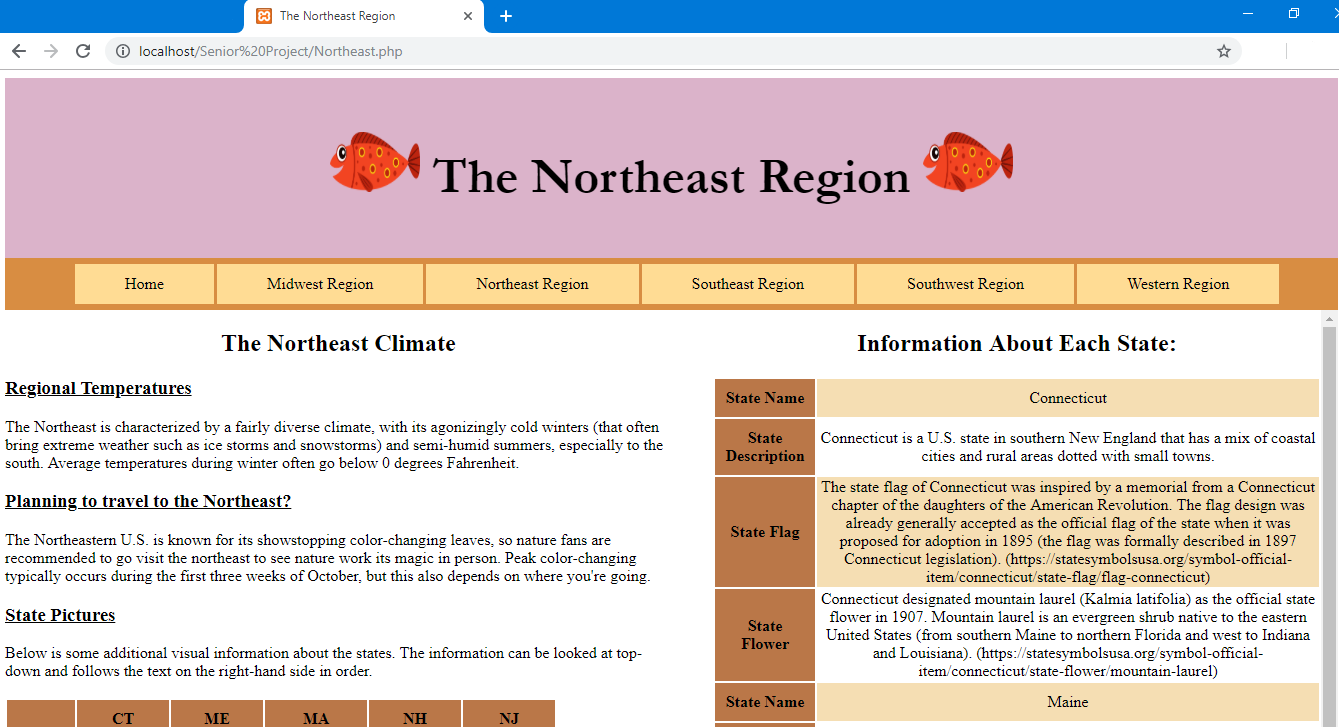 The Northeast Region
localhost/Senior%20Project/Northeast.php
The Northeast Region
Home
Midwest Region
Northeast Region
Southeast Region
Southwest Region
Western Region
The Northeast Climate
Regional Temperatures
The Northeast is characterized by a fairly diverse climate, with its agonizingly cold winters (that often
bring extreme weather such as ice storms and snowstorms) and semi-humid summers, especially to the
south. Average temperatures during winter often go below 0 degrees Fahrenheit.
Planning to travel to the Northeast?
The Northeastern U.S. is known for its showstopping color-changing leaves, so nature fans are
recommended to go visit the northeast to see nature work its magic in person. Peak color-changing
typically occurs during the first three weeks of October, but this also depends on where you're going.
State Pictures
Below is some additional visual information about the states. The information can be looked at top-
down and follows the text on the right-hand side in order.
CT
ME
MA
NH
NJ
Information About Each State:
State Name
Connecticut
State
Description
Connecticut is a U.S. state in southern New England that has a mix of coastal
cities and rural areas dotted with small towns.
State Flag
The state flag of Connecticut was inspired by a memorial from a Connecticut
chapter of the daughters of the American Revolution. The flag design was
already generally accepted as the official flag of the state when it was
proposed for adoption in 1895 (the flag was formally described in 1897
Connecticut legislation). (https://statesymbolsusa.org/symbol-official-
item/connecticut/state-flag/flag-connecticut)
State
Flower
Connecticut designated mountain laurel (Kalmia latifolia) as the official state
flower in 1907. Mountain laurel is an evergreen shrub native to the eastern
United States (from southern Maine to northern Florida and west to Indiana
and Louisiana). (https://statesymbolsusa.org/symbol-official-
item/connecticut/state-flower/mountain-laurel)
State Name
Maine